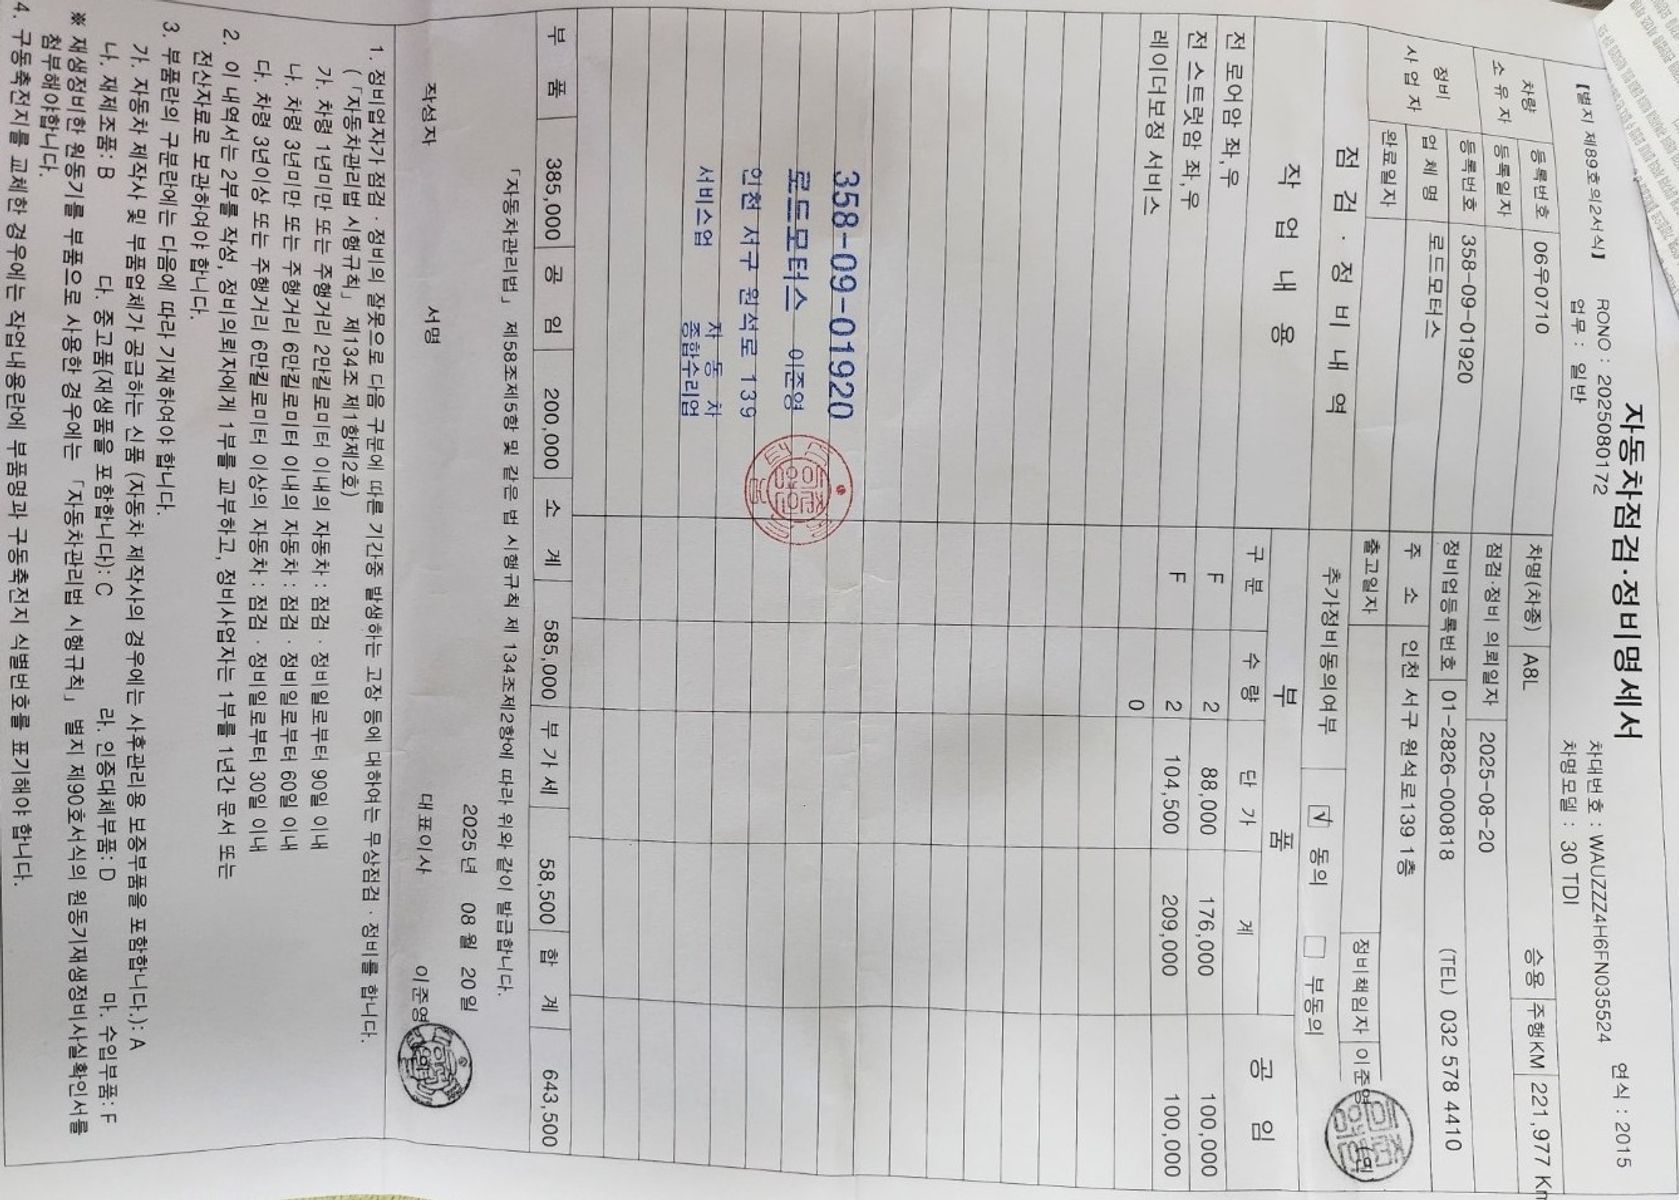 【별지 제89호의2서식】
자동차점검·정비명세서
RONO : 2025080172 차대번호 : WAUZZZ4H6FN035524 연식 : 2015
업무 : 일반 차명모델 : 30 TDI
차량 등록번호 06우0710 차명(차종) A8L 승용 주행KM 221,977 Km
소유자 등록일자 점검·정비 의뢰일자 2025-08-20
정비 사업자 등록번호 358-09-01920 정비업등록번호 01-2826-000818 (TEL) 032 578 4410
업 체 명 로드모터스 주 소 인천 서구 원석로139 1층
완료일자 출고일자 정비책임자 이준영
점 검 · 정 비 내 역 추가정비동의여부 ☑ 동의 □ 부동의
작 업 내 용 부 품 공 임
구 분 수 량 단 가 계
전 로어암 좌,우 F 2 88,000 176,000 100,000
전 스트럿암 좌,우 F 2 104,500 209,000 100,000
레이더보정 서비스 0
358-09-01920
로드모터스 이준영
인천 서구 원석로 139
서비스업 자 동 차
종합수리업
부 품 385,000 공 임 200,000 소 계 585,000 부 가 세 58,500 합 계 643,500
「자동차관리법」 제58조제5항 및 같은 법 시행규칙 제 134조제2항에 따라 위와 같이 발급합니다.
2025년 08월 20일
작성자 서명 대표이사 이준영
1. 정비업자가 점검 · 정비의 잘못으로 다음 구분에 따른 기간중 발생하는 고장 등에 대하여는 무상점검 · 정비를 합니다.
(「자동차관리법 시행규칙」 제134조 제1항제2호)
가. 차령 1년미만 또는 주행거리 2만킬로미터 이내의 자동차 : 점검 · 정비일로부터 90일 이내
나. 차령 3년미만 또는 주행거리 6만킬로미터 이내의 자동차 : 점검 · 정비일로부터 60일 이내
다. 차령 3년이상 또는 주행거리 6만킬로미터 이상의 자동차 : 점검 · 정비일로부터 30일 이내
2. 이 내역서는 2부를 작성, 정비의뢰자에게 1부를 교부하고, 정비사업자는 1부를 1년간 문서 또는
전산자료로 보관하여야 합니다.
3. 부품란의 구분란에는 다음에 따라 기재하여야 합니다.
가. 자동차 제작사 및 부품업체가 공급하는 신품 (자동차 제작사의 경우에는 사후관리용 보증부품을 포함합니다.): A
나. 재제조품: B 다. 중고품(재생품을 포함합니다): C 라. 인증대체부품: D 마. 수입부품: F
※ 재생정비한 원동기를 부품으로 사용한 경우에는 「자동차관리법 시행규칙」 별지 제90호서식의 원동기재생정비사실확인서를
첨부해야합니다.
4. 구동축전지를 교체한 경우에는 작업내용란에 부품명과 구동축전지 식별번호를 표기해야 합니다.